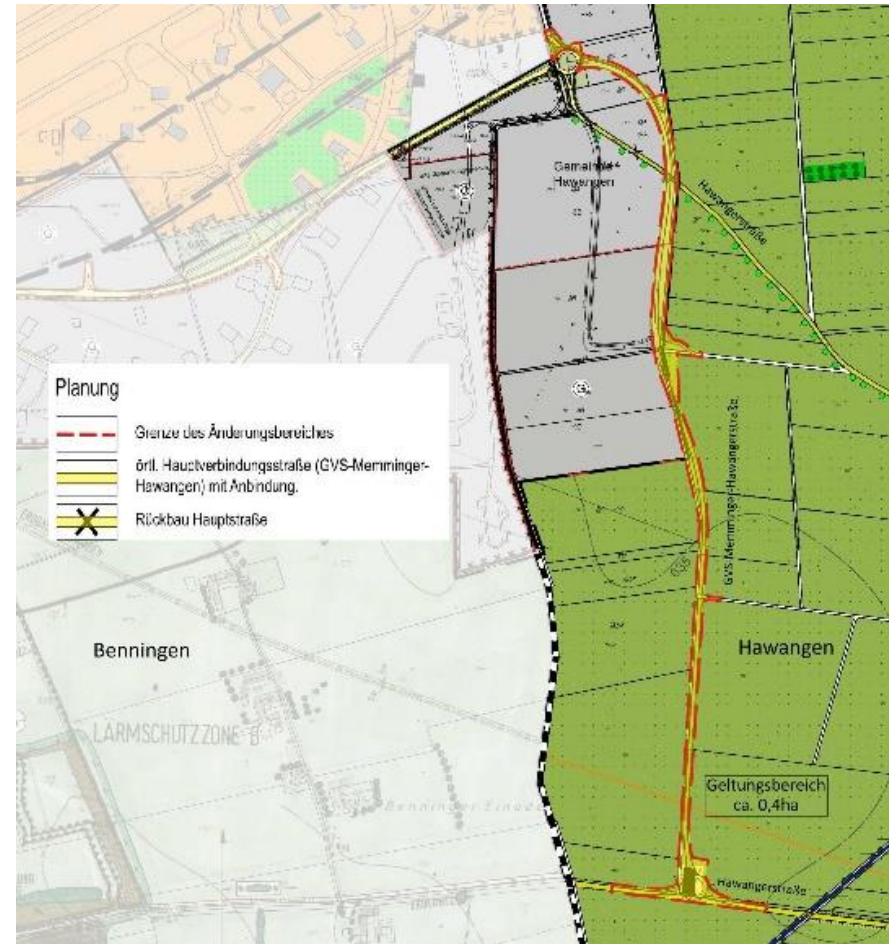 Gemeinde
Hawangen
Hawangerstraße
Planung
Grenze des Änderungsbereiches
örtl. Hauptverbindungsstraße (GVS-Memminger-
Hawangen) mit Anbindung.
Rückbau Hauptstraße
GVS-Memminger-Hawangerstraße
Benningen
Hawangen
LÄRMSCHUTZZONE B
Geltungsbereich
ca. 0,4ha
Hawangerstraße